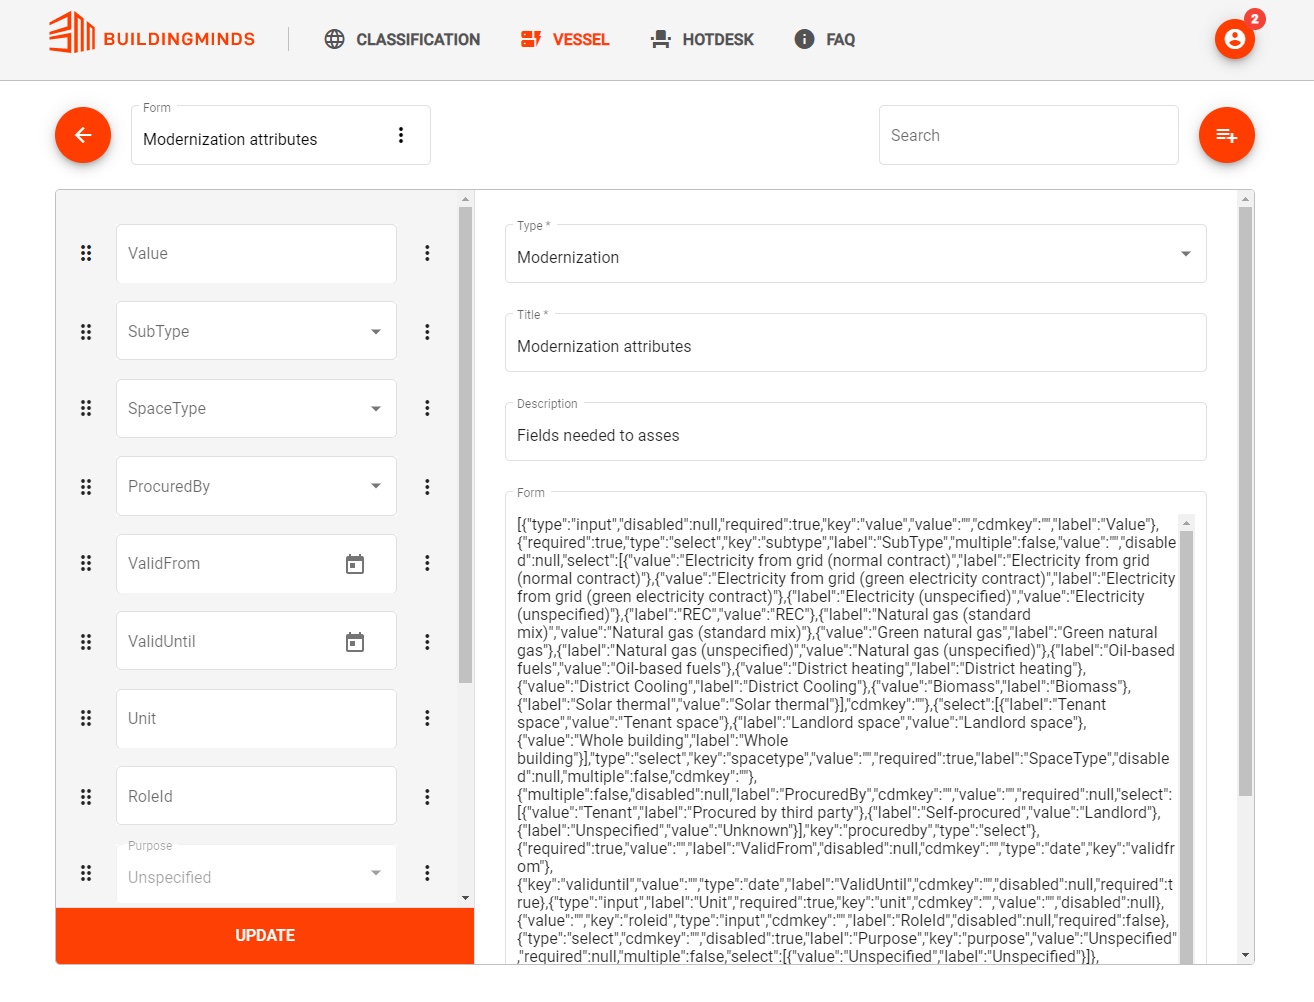 BUILDINGMINDS
CLASSIFICATION
VESSEL
HOTDESK
FAQ
2
Form
Modernization attributes
Search
Value
SubType
SpaceType
ProcuredBy
ValidFrom
ValidUntil
Unit
RoleId
Purpose
Unspecified
UPDATE
Type *
Modernization
Title *
Modernization attributes
Description
Fields needed to asses
Form
[{"type":"input","disabled":null,"required":true,"key":"value","value":"","cdmkey":"","label":"Value"},
{"required":true,"type":"select","key":"subtype","label":"SubType","multiple":false,"value":"","disable
d":null,"select":[{"value":"Electricity from grid (normal contract)","label":"Electricity from grid
(normal contract)"},{"value":"Electricity from grid (green electricity contract)","label":"Electricity
from grid (green electricity contract)"},{"label":"Electricity (unspecified)","value":"Electricity
(unspecified)"},{"label":"REC","value":"REC"},{"label":"Natural gas (standard
mix)","value":"Natural gas (standard mix)"},{"value":"Green natural gas","label":"Green natural
gas"},{"label":"Natural gas (unspecified)","value":"Natural gas (unspecified)"},{"label":"Oil-based
fuels","value":"Oil-based fuels"},{"value":"District heating","label":"District heating"},
{"value":"District Cooling","label":"District Cooling"},{"value":"Biomass","label":"Biomass"},
{"label":"Solar thermal","value":"Solar thermal"}],"cdmkey":""},{"select":[{"label":"Tenant
space","value":"Tenant space"},{"label":"Landlord space","value":"Landlord space"},
{"value":"Whole building","label":"Whole
building"}],"type":"select","key":"spacetype","value":"","required":true,"label":"SpaceType","disable
d":null,"multiple":false,"cdmkey":""},
{"multiple":false,"disabled":null,"label":"ProcuredBy","cdmkey":"","value":"","required":null,"select":
[{"value":"Tenant","label":"Procured by third party"},{"label":"Self-procured","value":"Landlord"},
{"label":"Unspecified","value":"Unknown"}],"key":"procuredby","type":"select"},
{"required":true,"value":"","label":"ValidFrom","disabled":null,"cdmkey":"","type":"date","key":"validfr
om"},
{"key":"validuntil","value":"","type":"date","label":"ValidUntil","cdmkey":"","disabled":null,"required":t
rue},{"type":"input","label":"Unit","required":true,"key":"unit","cdmkey":"","value":"","disabled":null},
{"value":"","key":"roleid","type":"input","cdmkey":"","label":"RoleId","disabled":null,"required":false},
{"type":"select","cdmkey":"","disabled":true,"label":"Purpose","key":"purpose","value":"Unspecified"
,"required":null,"multiple":false,"select":[{"value":"Unspecified","label":"Unspecified"}]},